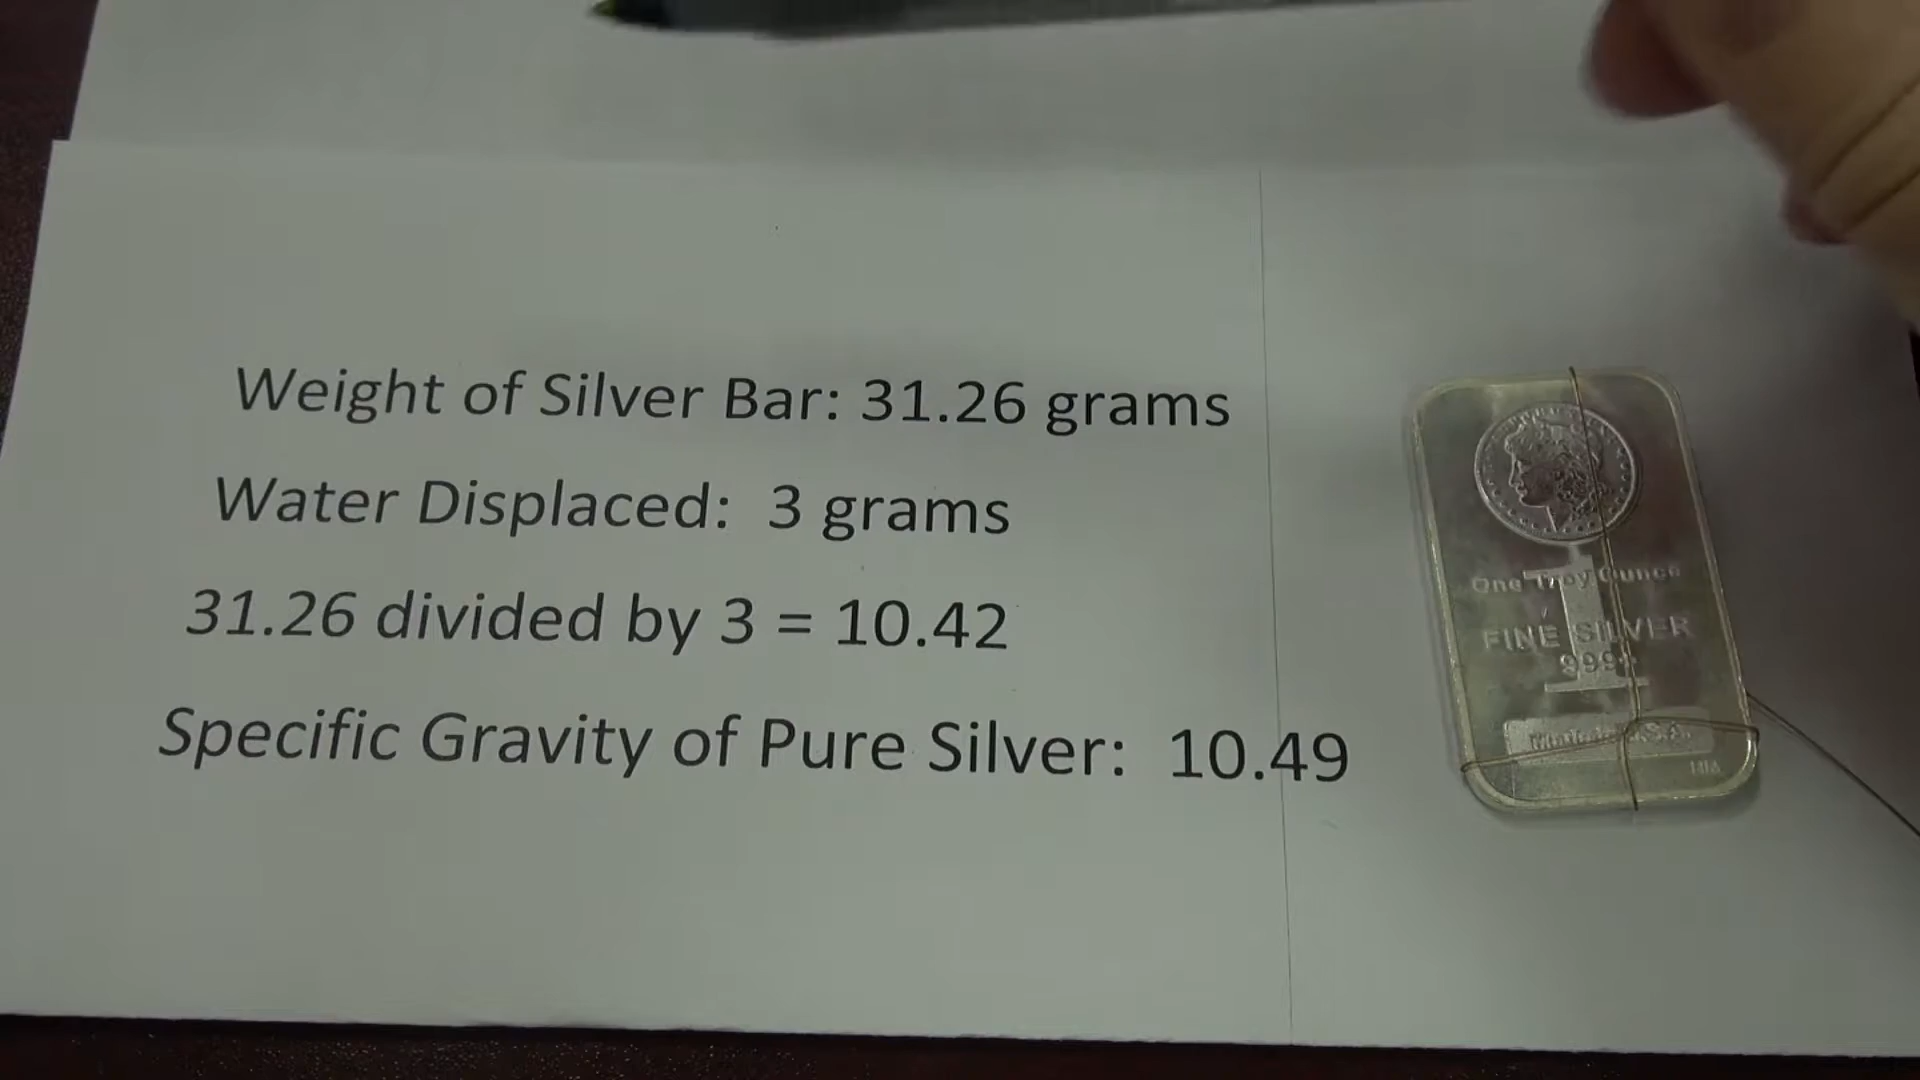 Weight of Silver Bar: 31.26 grams
Water Displaced: 3 grams
31.26 divided by 3 = 10.42
Specific Gravity of Pure Silver: 10.49
One Troy Ounce
1
FINE SILVER
999+
U.S.A.